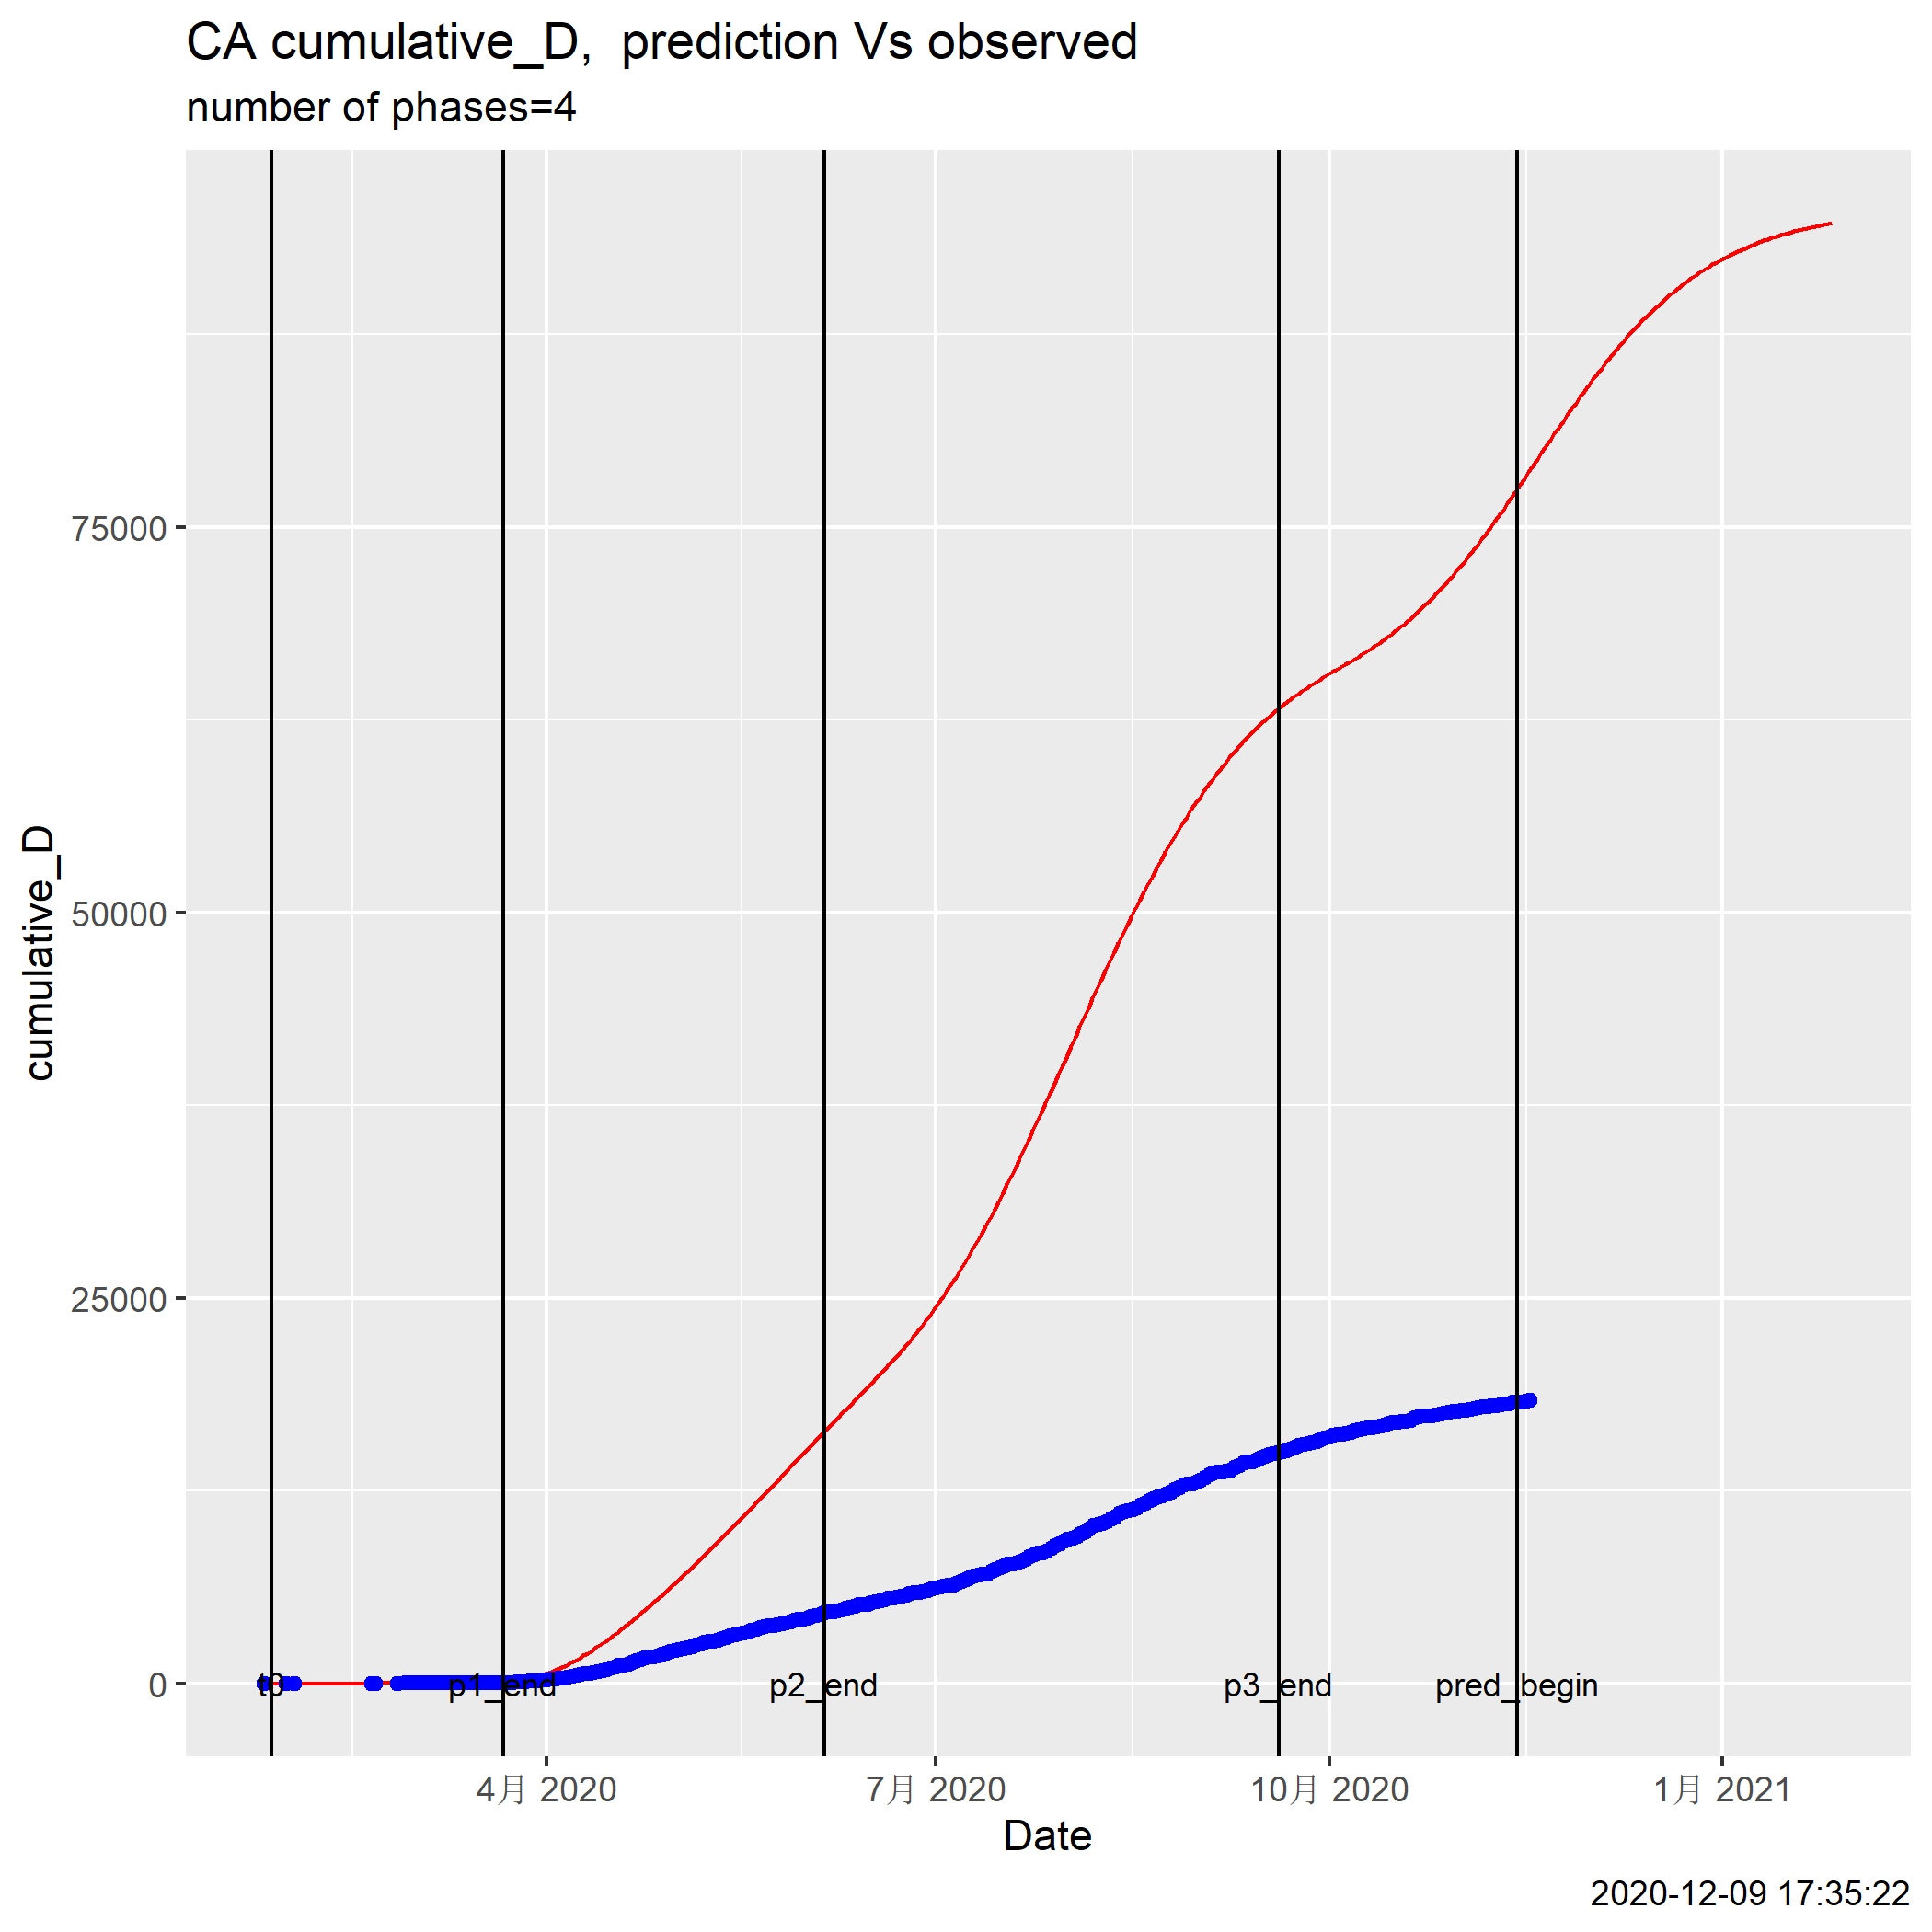 CA cumulative_D,  prediction Vs observed
number of phases=4
cumulative_D
75000
50000
25000
0
t0
p1_end
p2_end
p3_end
pred_begin
4月 2020
7月 2020
10月 2020
1月 2021
Date
2020-12-09 17:35:22